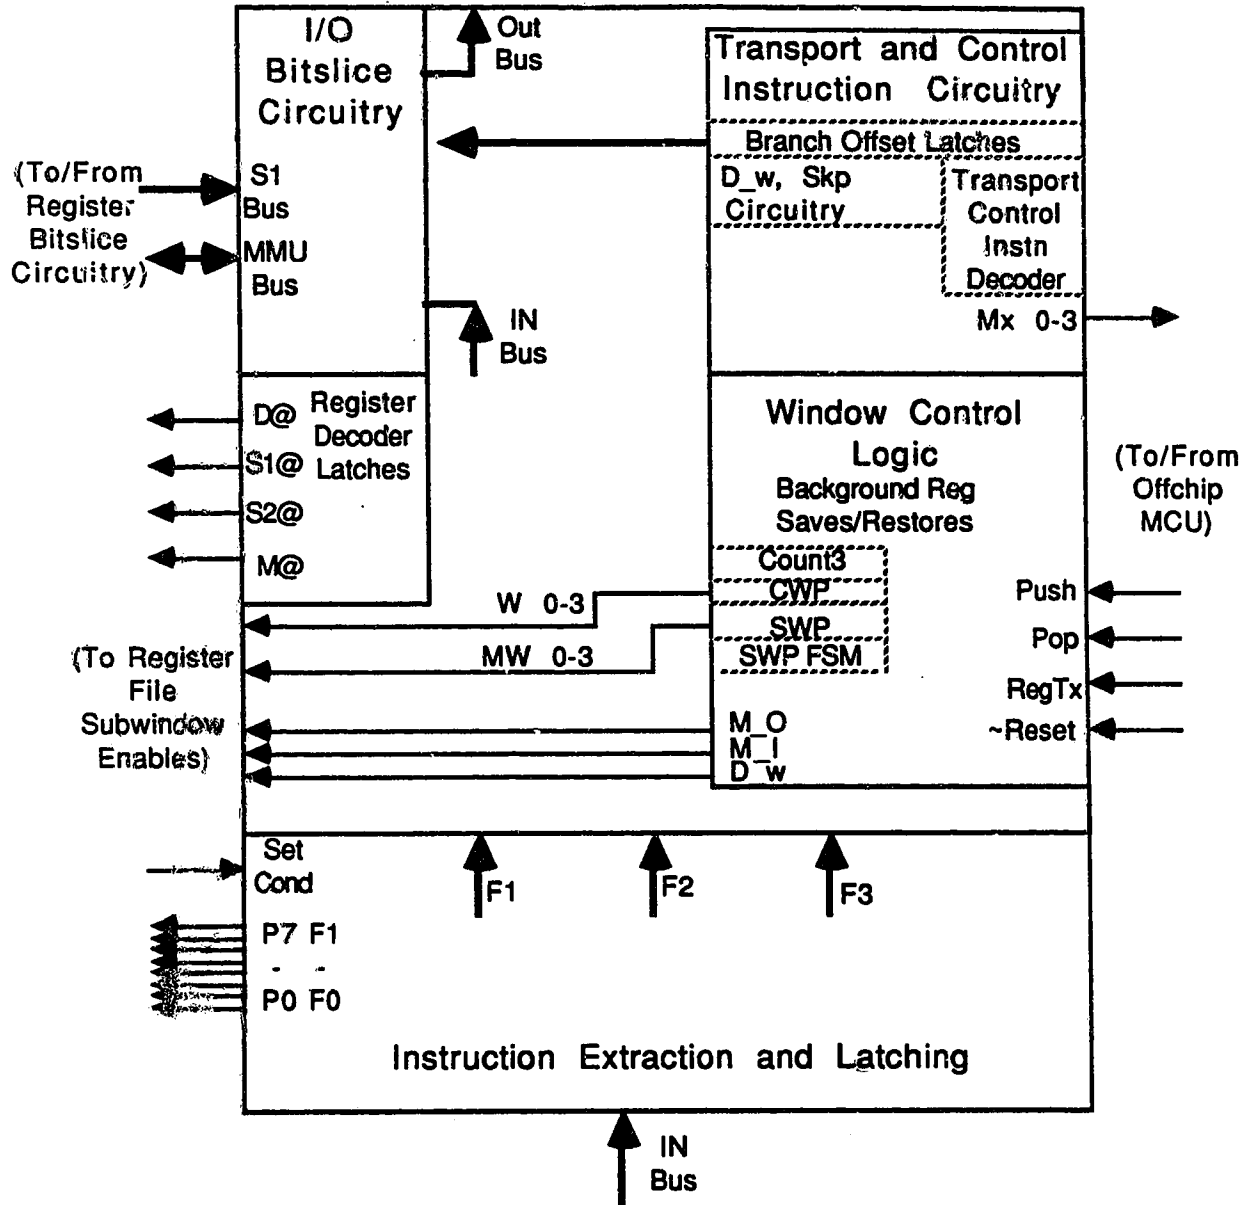 I/O
Bitslice
Circuitry
Out
Bus
Transport and Control
Instruction Circuitry
Branch Offset Latches
D_w, Skp
Circuitry
Transport
Control
Instn
Decoder
Mx 0-3
(To/From
Register
Bitslice
Circuitry)
S1
Bus
MMU
Bus
IN
Bus
D@
S1@
S2@
M@
Register
Decoder
Latches
Window Control
Logic
Background Reg
Saves/Restores
Count3
CWP
SWP
SWP FSM
(To/From
Offchip
MCU)
Push
Pop
RegTx
~Reset
W 0-3
MW 0-3
(To Register
File
Subwindow
Enables)
M_O
M_I
D_w
Set
Cond
F1
F2
F3
P7 F1
- -
P0 F0
Instruction Extraction and Latching
IN
Bus